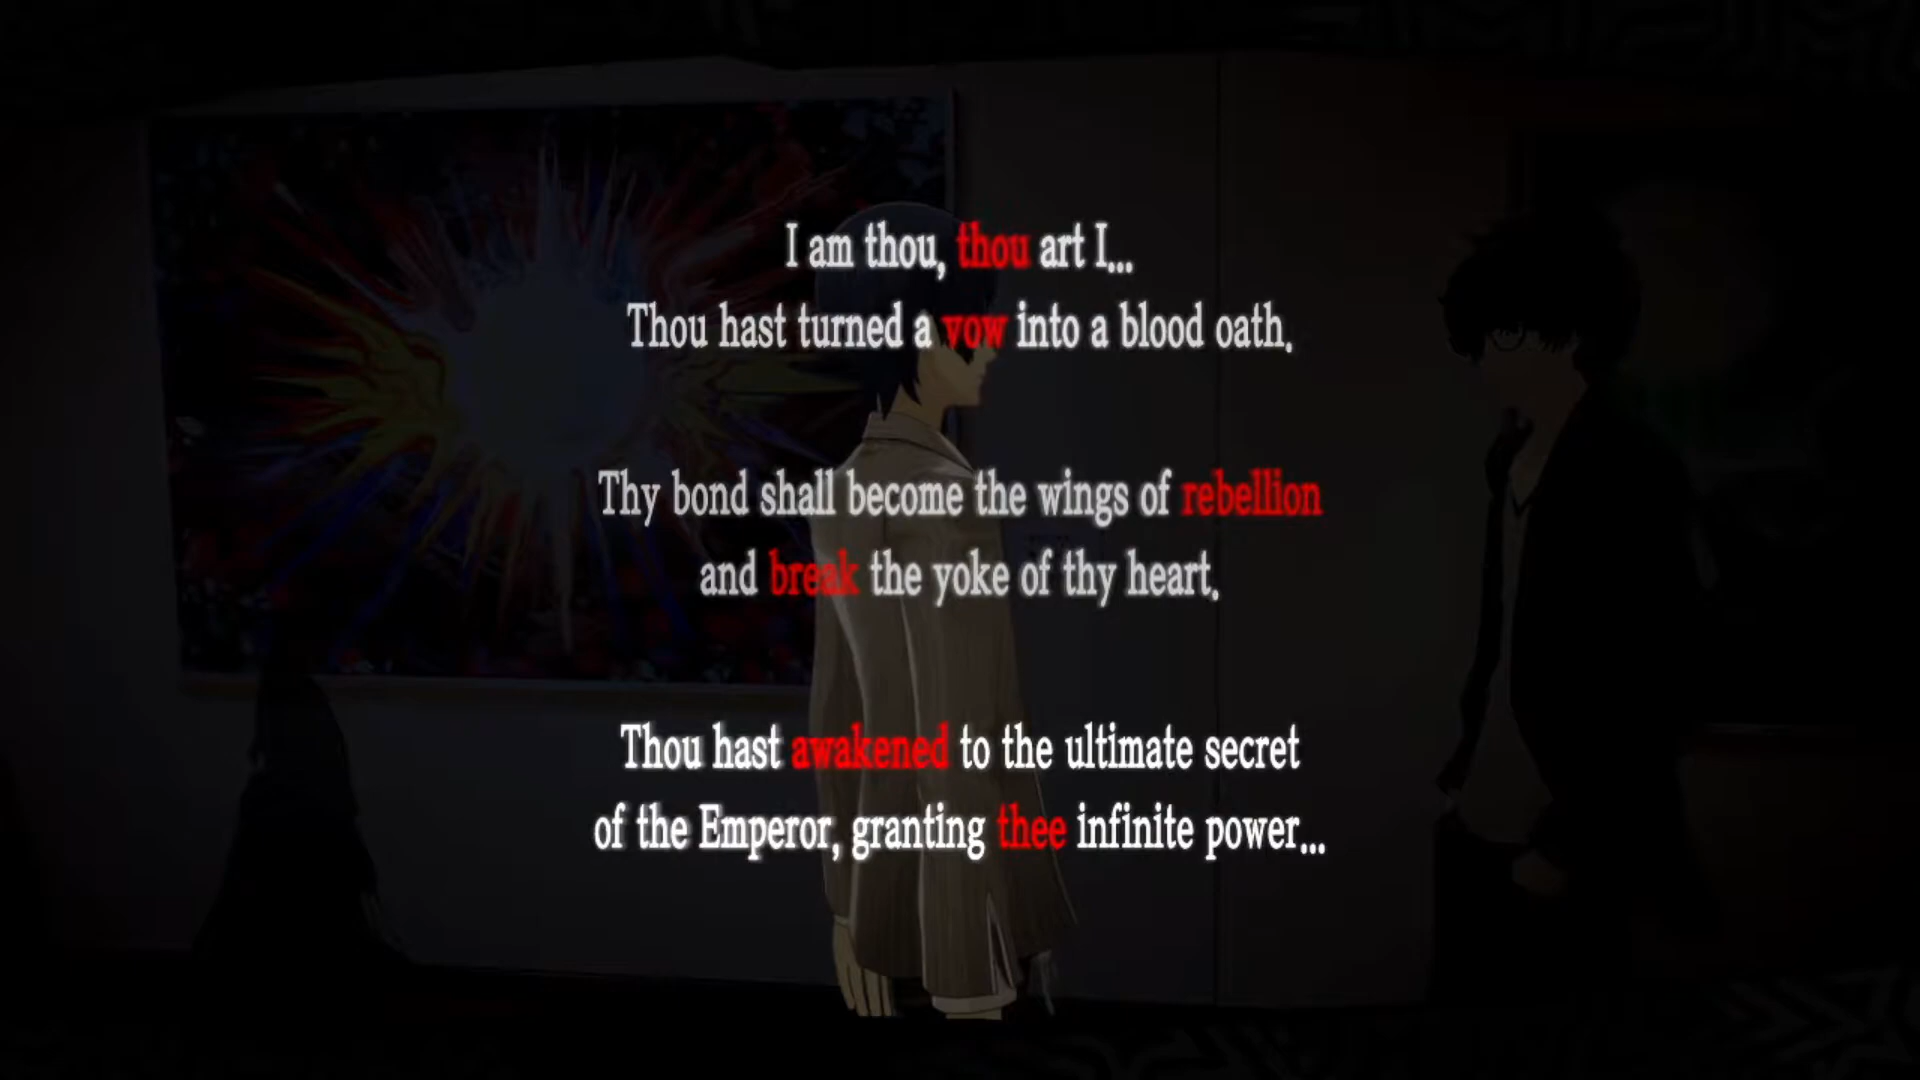 I am thou, thou art I...
Thou hast turned a vow into a blood oath.
Thy bond shall become the wings of rebellion
and break the yoke of thy heart.
Thou hast awakened to the ultimate secret
of the Emperor, granting thee infinite power...